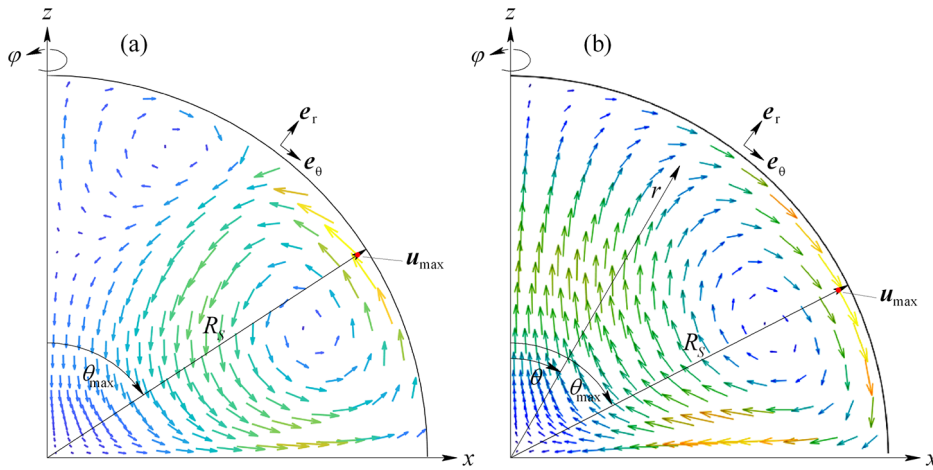 z
(a)
φ
e_r
e_θ
u_max
R_S
θ_max
x
z
(b)
φ
e_r
e_θ
r
u_max
R_S
θ
θ_max
x